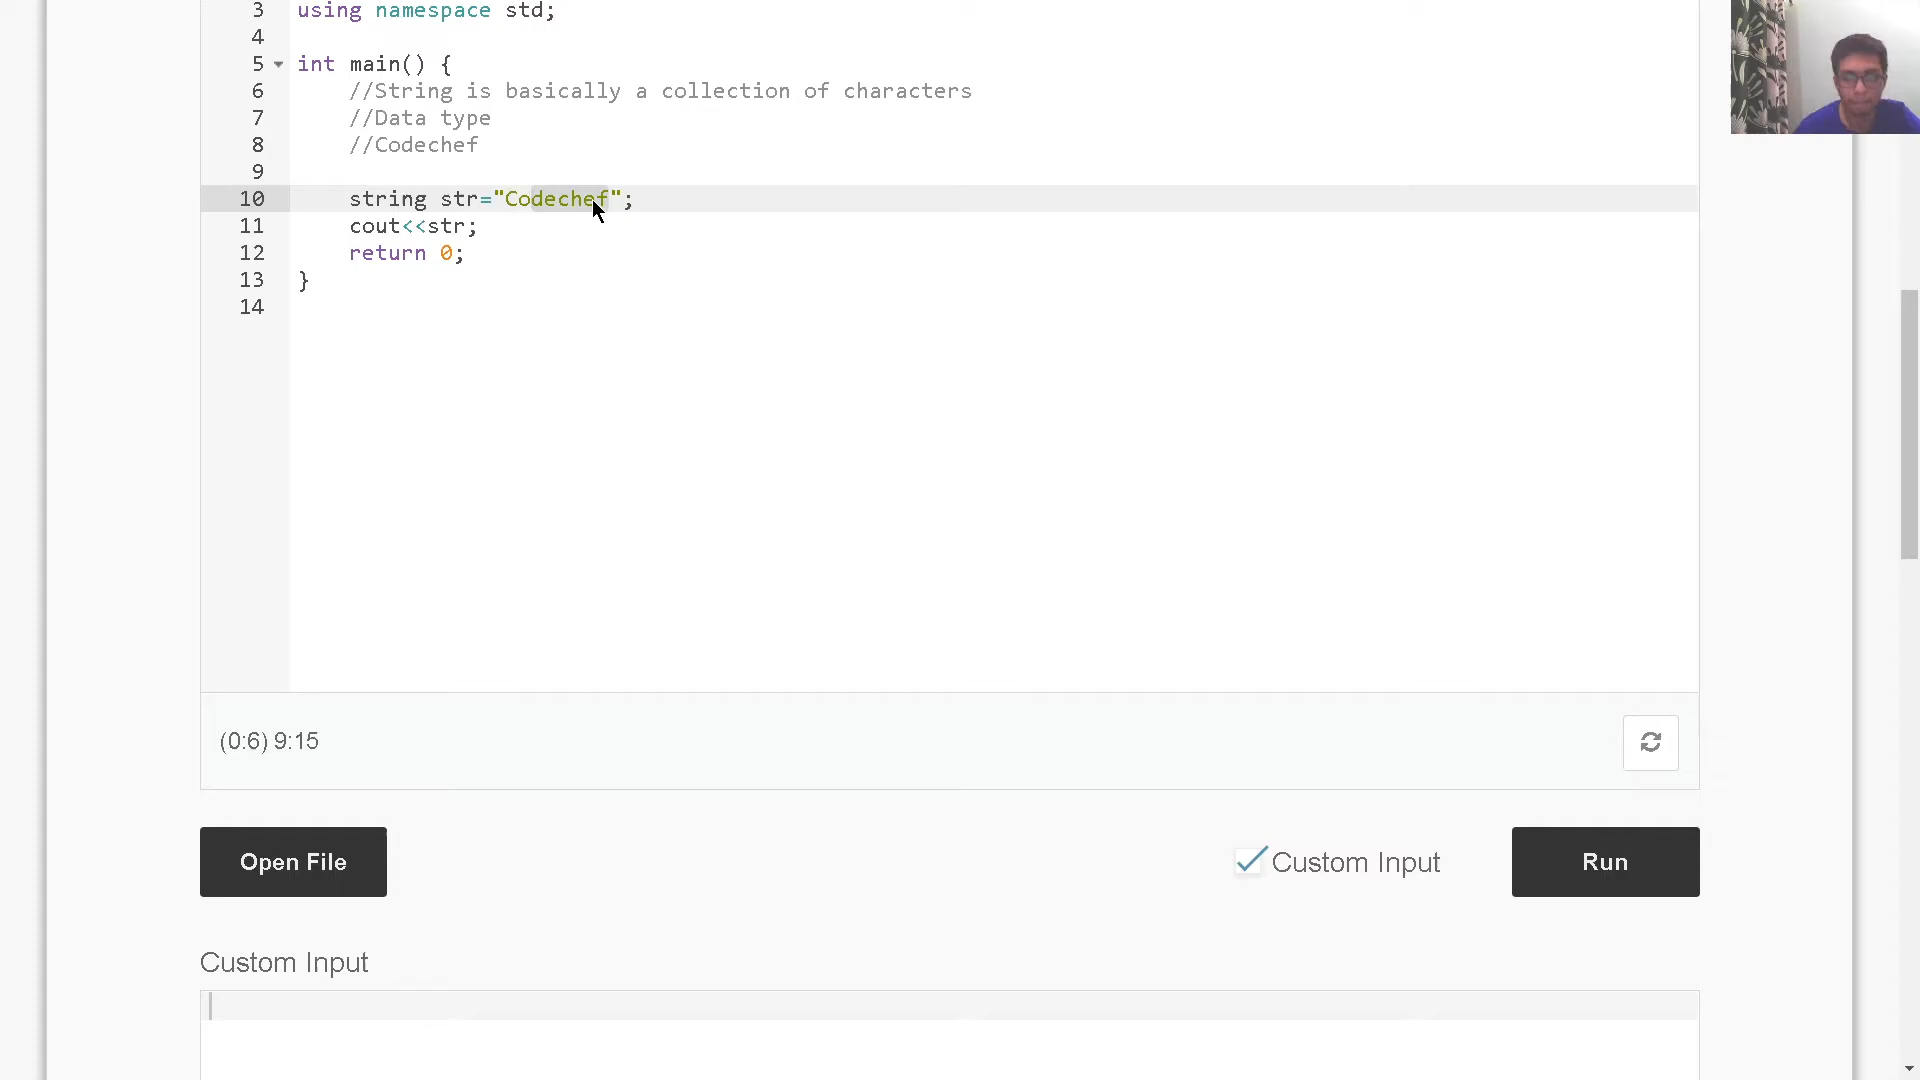 3 using namespace std;
4
5 int main() {
6 //String is basically a collection of characters
7 //Data type
8 //Codechef
9
10 string str="Codechef";
11 cout<<str;
12 return 0;
13 }
14
(0:6) 9:15
Open File
Custom Input
Run
Custom Input